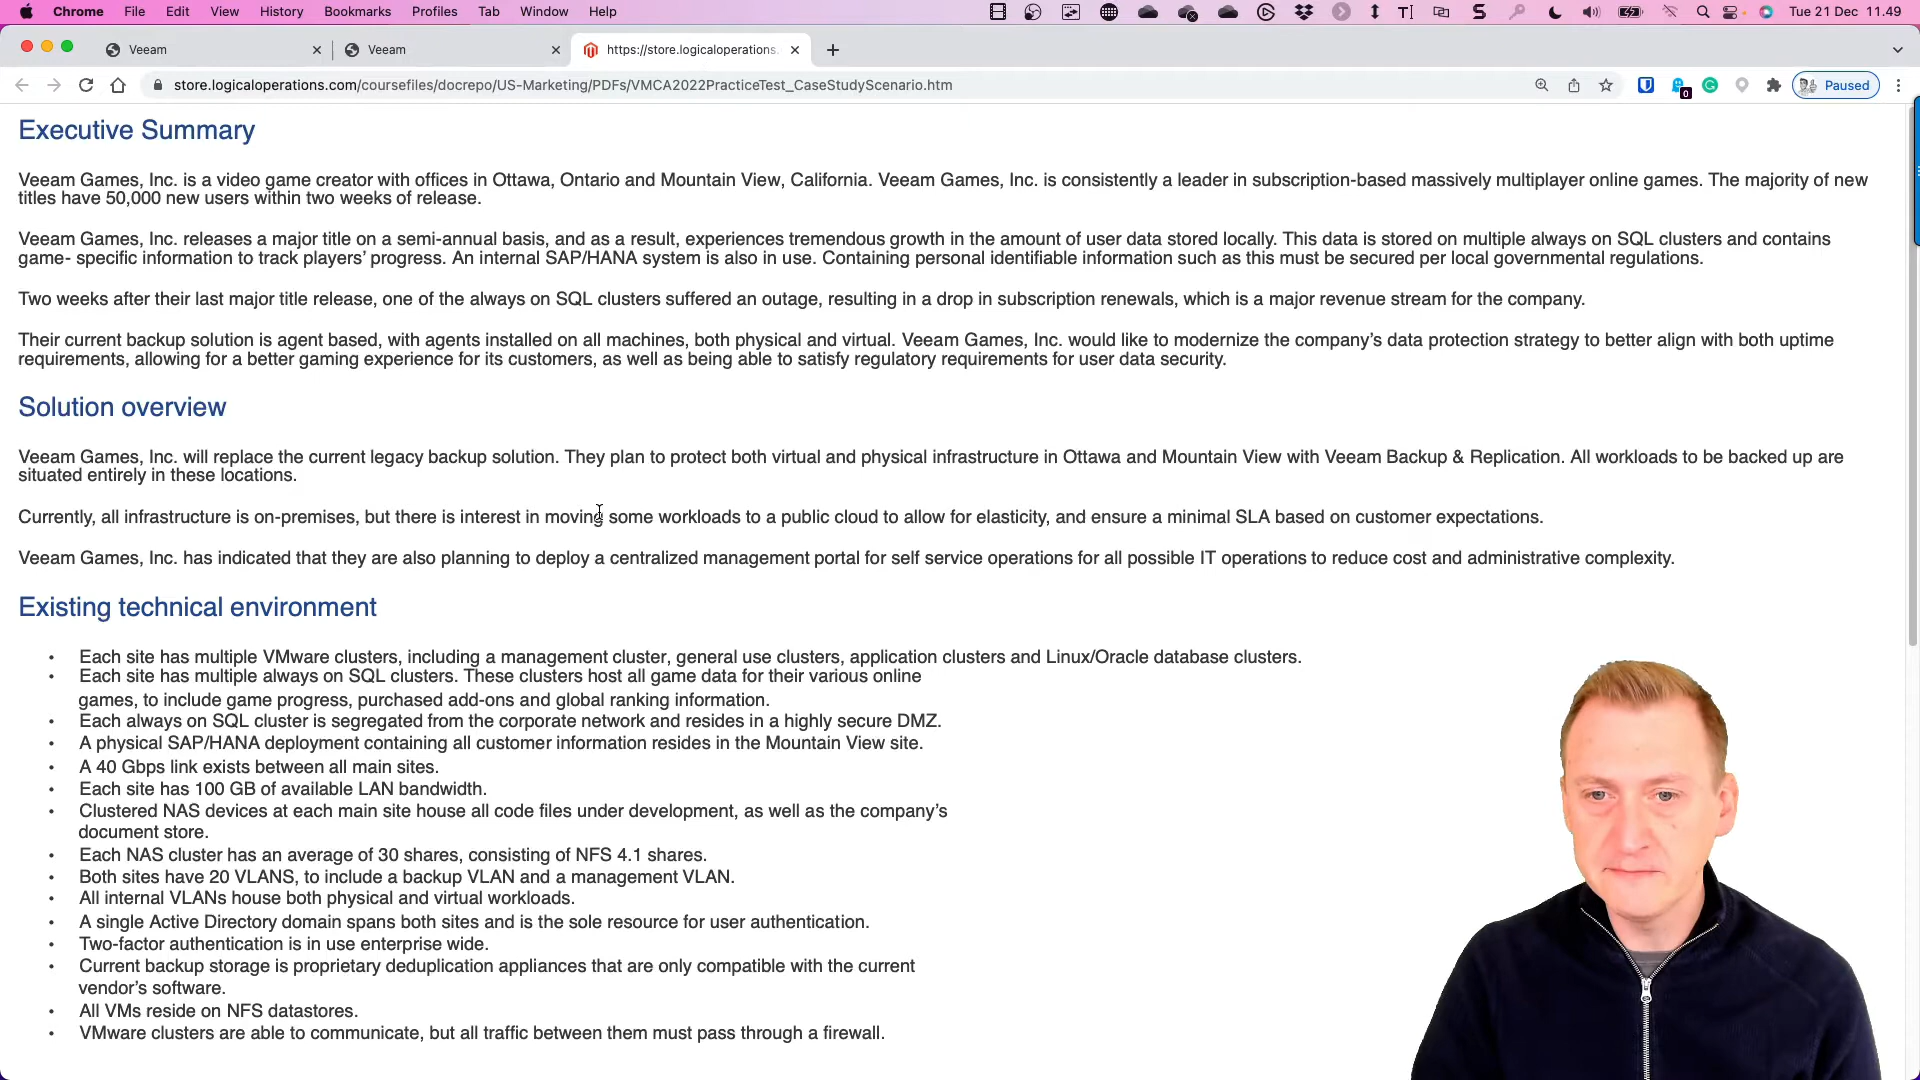 Chrome File Edit View History Bookmarks Profiles Tab Window Help Tue 21 Dec 11.49
Veeam Veeam https://store.logicaloperations.
store.logicaloperations.com/coursefiles/docrepo/US-Marketing/PDFs/VMCA2022PracticeTest_CaseStudyScenario.htm 0 Paused
Executive Summary
Veeam Games, Inc. is a video game creator with offices in Ottawa, Ontario and Mountain View, California. Veeam Games, Inc. is consistently a leader in subscription-based massively multiplayer online games. The majority of new
titles have 50,000 new users within two weeks of release.
Veeam Games, Inc. releases a major title on a semi-annual basis, and as a result, experiences tremendous growth in the amount of user data stored locally. This data is stored on multiple always on SQL clusters and contains
game- specific information to track players’ progress. An internal SAP/HANA system is also in use. Containing personal identifiable information such as this must be secured per local governmental regulations.
Two weeks after their last major title release, one of the always on SQL clusters suffered an outage, resulting in a drop in subscription renewals, which is a major revenue stream for the company.
Their current backup solution is agent based, with agents installed on all machines, both physical and virtual. Veeam Games, Inc. would like to modernize the company’s data protection strategy to better align with both uptime
requirements, allowing for a better gaming experience for its customers, as well as being able to satisfy regulatory requirements for user data security.
Solution overview
Veeam Games, Inc. will replace the current legacy backup solution. They plan to protect both virtual and physical infrastructure in Ottawa and Mountain View with Veeam Backup & Replication. All workloads to be backed up are
situated entirely in these locations.
Currently, all infrastructure is on-premises, but there is interest in moving some workloads to a public cloud to allow for elasticity, and ensure a minimal SLA based on customer expectations.
Veeam Games, Inc. has indicated that they are also planning to deploy a centralized management portal for self service operations for all possible IT operations to reduce cost and administrative complexity.
Existing technical environment
• Each site has multiple VMware clusters, including a management cluster, general use clusters, application clusters and Linux/Oracle database clusters.
• Each site has multiple always on SQL clusters. These clusters host all game data for their various online
games, to include game progress, purchased add-ons and global ranking information.
• Each always on SQL cluster is segregated from the corporate network and resides in a highly secure DMZ.
• A physical SAP/HANA deployment containing all customer information resides in the Mountain View site.
• A 40 Gbps link exists between all main sites.
• Each site has 100 GB of available LAN bandwidth.
• Clustered NAS devices at each main site house all code files under development, as well as the company’s
document store.
• Each NAS cluster has an average of 30 shares, consisting of NFS 4.1 shares.
• Both sites have 20 VLANS, to include a backup VLAN and a management VLAN.
• All internal VLANs house both physical and virtual workloads.
• A single Active Directory domain spans both sites and is the sole resource for user authentication.
• Two-factor authentication is in use enterprise wide.
• Current backup storage is proprietary deduplication appliances that are only compatible with the current
vendor’s software.
• All VMs reside on NFS datastores.
• VMware clusters are able to communicate, but all traffic between them must pass through a firewall.